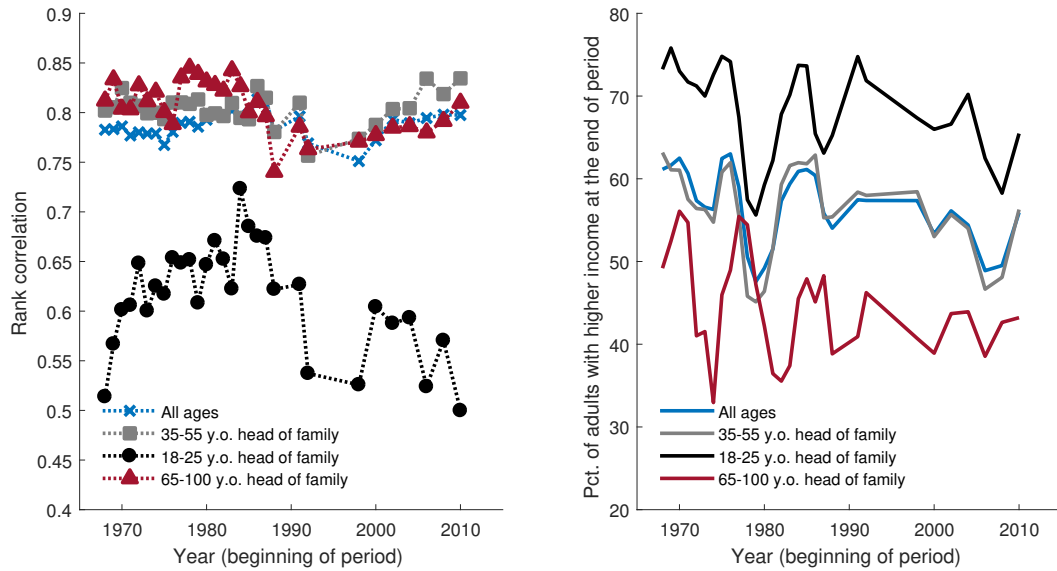 0.9
0.85
0.8
0.75
0.7
0.65
0.6
0.55
0.5
0.45
0.4
Rank correlation
All ages
35-55 y.o. head of family
18-25 y.o. head of family
65-100 y.o. head of family
1970 1980 1990 2000 2010
Year (beginning of period)
80
70
60
50
40
30
20
Pct. of adults with higher income at the end of period
All ages
35-55 y.o. head of family
18-25 y.o. head of family
65-100 y.o. head of family
1970 1980 1990 2000 2010
Year (beginning of period)